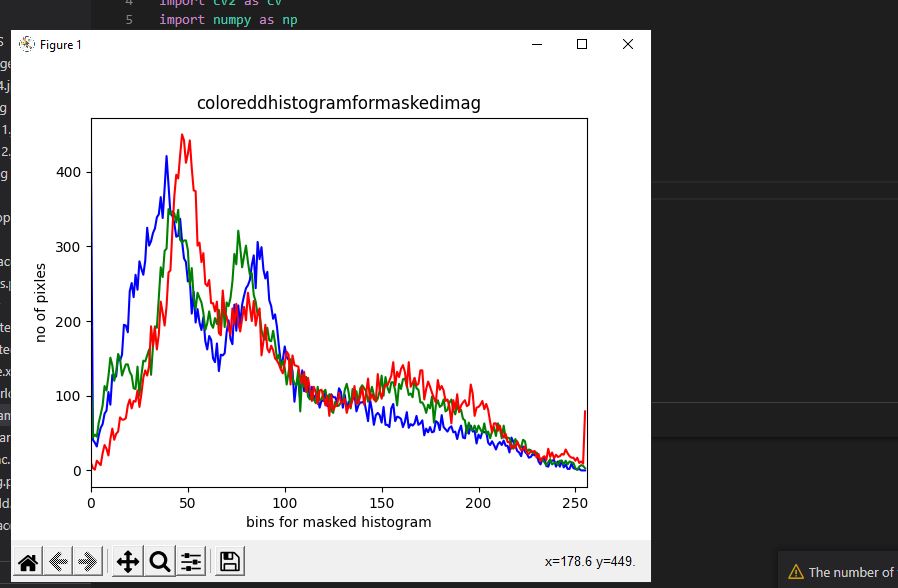 4 import cv2 as cv
5 import numpy as np
Figure 1
coloreddhistogramformaskedimag
no of pixles
400
300
200
100
0
0 50 100 150 200 250
bins for masked histogram
x=178.6 y=449.
The number of